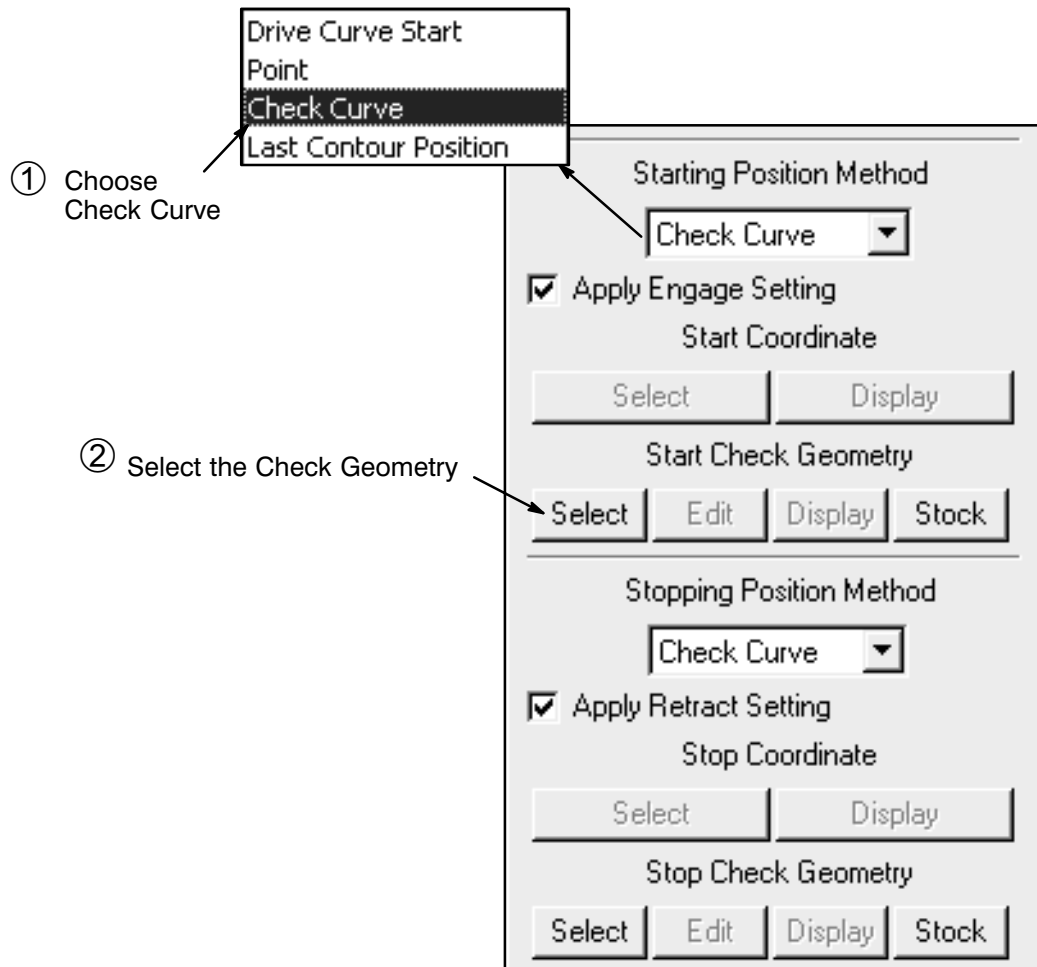 Drive Curve Start
Point
Check Curve
Last Contour Position
① Choose
Check Curve
Starting Position Method
Check Curve
Apply Engage Setting
Start Coordinate
Select Display
② Select the Check Geometry
Start Check Geometry
Select Edit Display Stock
Stopping Position Method
Check Curve
Apply Retract Setting
Stop Coordinate
Select Display
Stop Check Geometry
Select Edit Display Stock